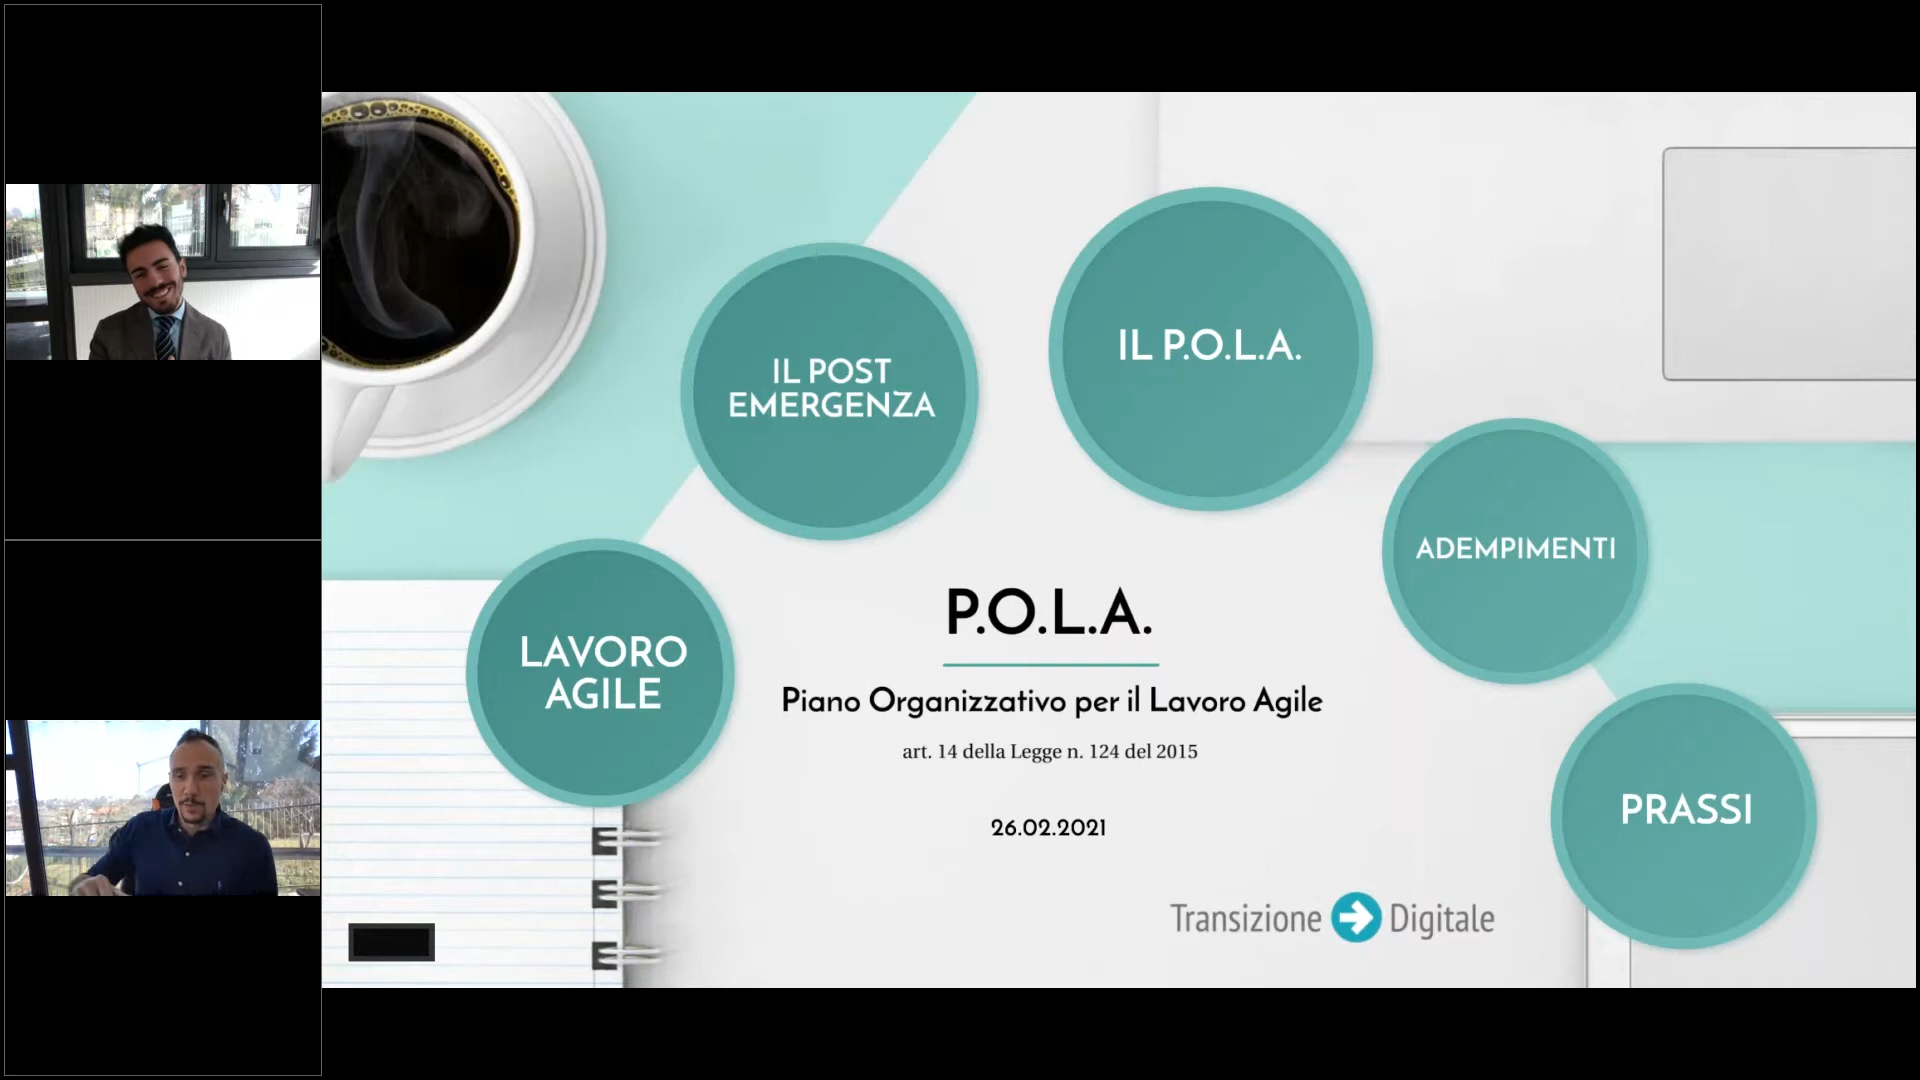 IL POST
EMERGENZA
IL P.O.L.A.
ADEMPIMENTI
LAVORO
AGILE
P.O.L.A.
Piano Organizzativo per il Lavoro Agile
art. 14 della Legge n. 124 del 2015
26.02.2021
PRASSI
Transizione Digitale